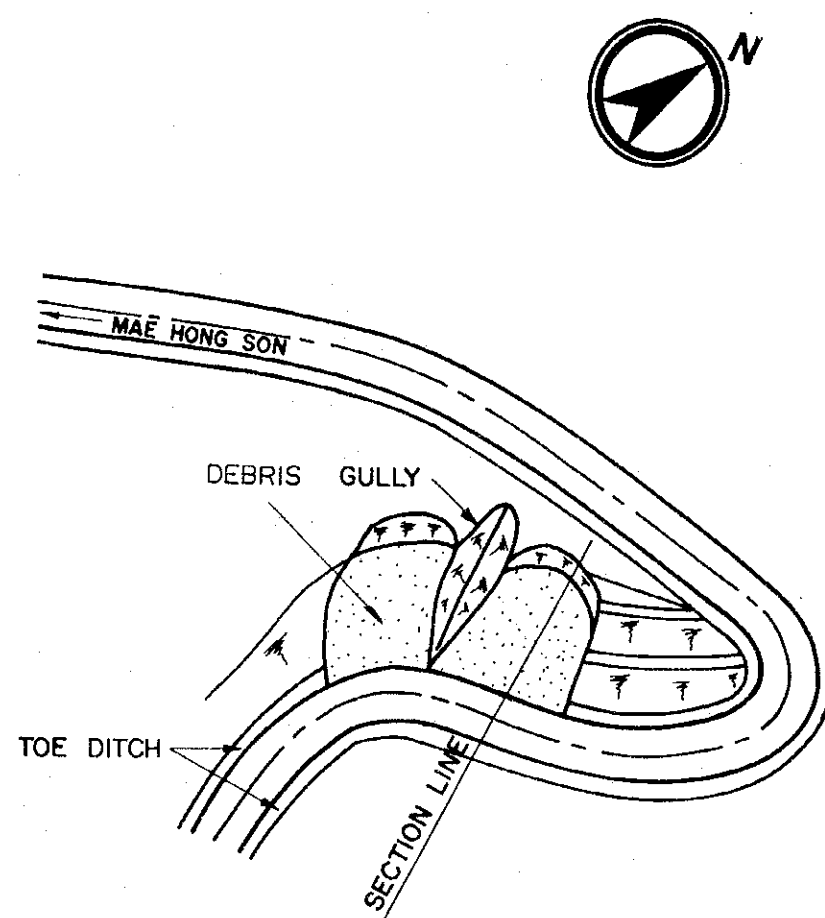 N
MAE HONG SON
DEBRIS GULLY
TOE DITCH
SECTION LINE